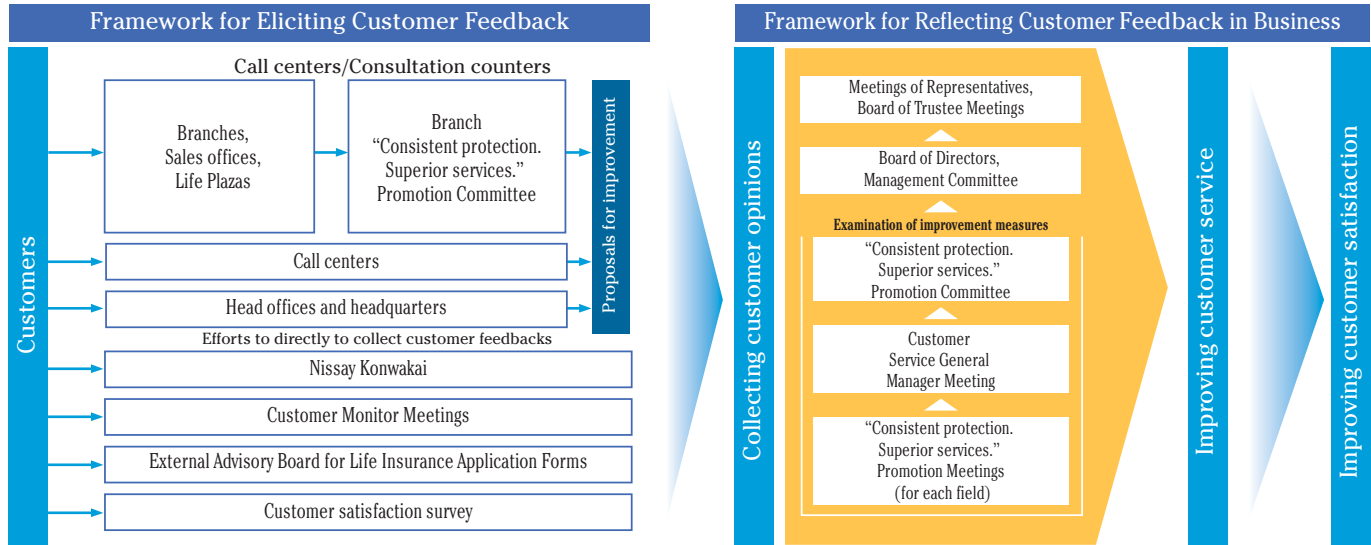 Framework for Eliciting Customer Feedback
Customers
Call centers/Consultation counters
Branches,
Sales offices,
Life Plazas
Branch
“Consistent protection.
Superior services.”
Promotion Committee
Proposals for improvement
Call centers
Head offices and headquarters
Efforts to directly to collect customer feedbacks
Nissay Konwakai
Customer Monitor Meetings
External Advisory Board for Life Insurance Application Forms
Customer satisfaction survey
Framework for Reflecting Customer Feedback in Business
Collecting customer opinions
Meetings of Representatives,
Board of Trustee Meetings
Board of Directors,
Management Committee
Examination of improvement measures
“Consistent protection.
Superior services.”
Promotion Committee
Customer
Service General
Manager Meeting
“Consistent protection.
Superior services.”
Promotion Meetings
(for each field)
Improving customer service
Improving customer satisfaction